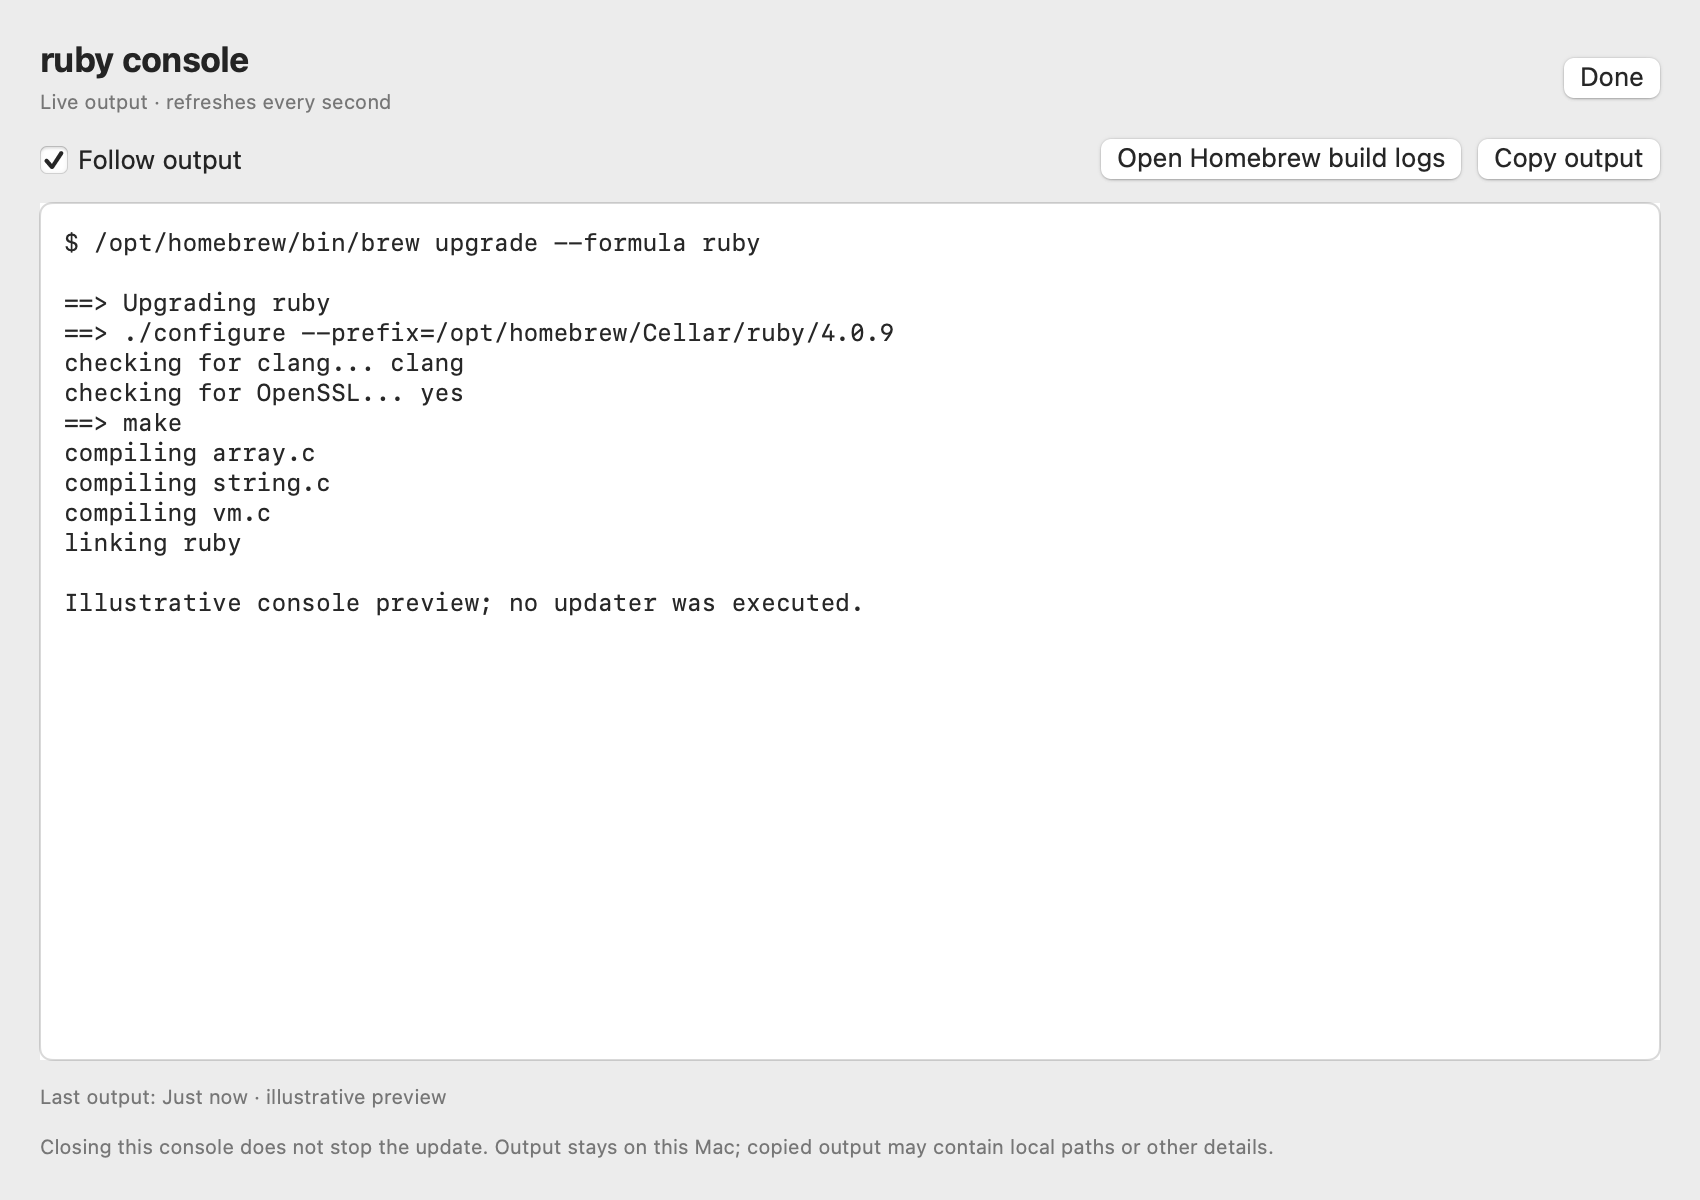 ruby console
Live output · refreshes every second
Done
Follow output
Open Homebrew build logs
Copy output
$ /opt/homebrew/bin/brew upgrade --formula ruby
==> Upgrading ruby
==> ./configure --prefix=/opt/homebrew/Cellar/ruby/4.0.9
checking for clang... clang
checking for OpenSSL... yes
==> make
compiling array.c
compiling string.c
compiling vm.c
linking ruby
Illustrative console preview; no updater was executed.
Last output: Just now · illustrative preview
Closing this console does not stop the update. Output stays on this Mac; copied output may contain local paths or other details.